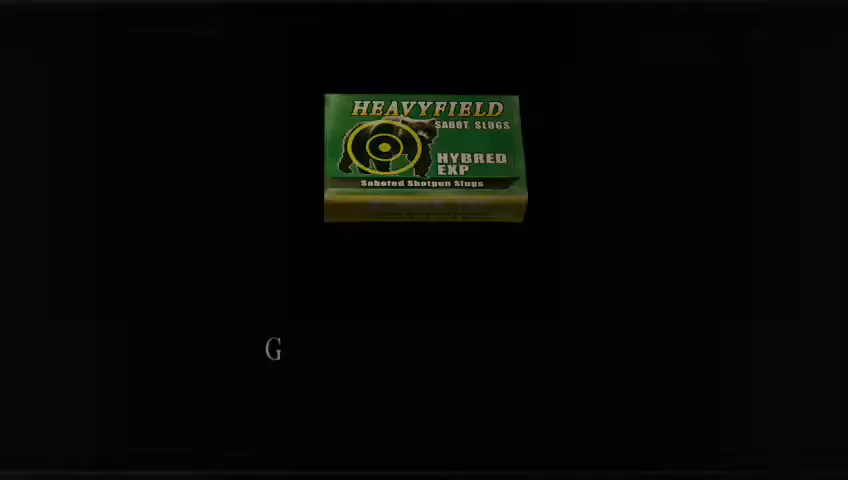 HEAVYFIELD
SABOT SLUGS
HYBRED
EXP
Saboted Shotgun Slugs
G